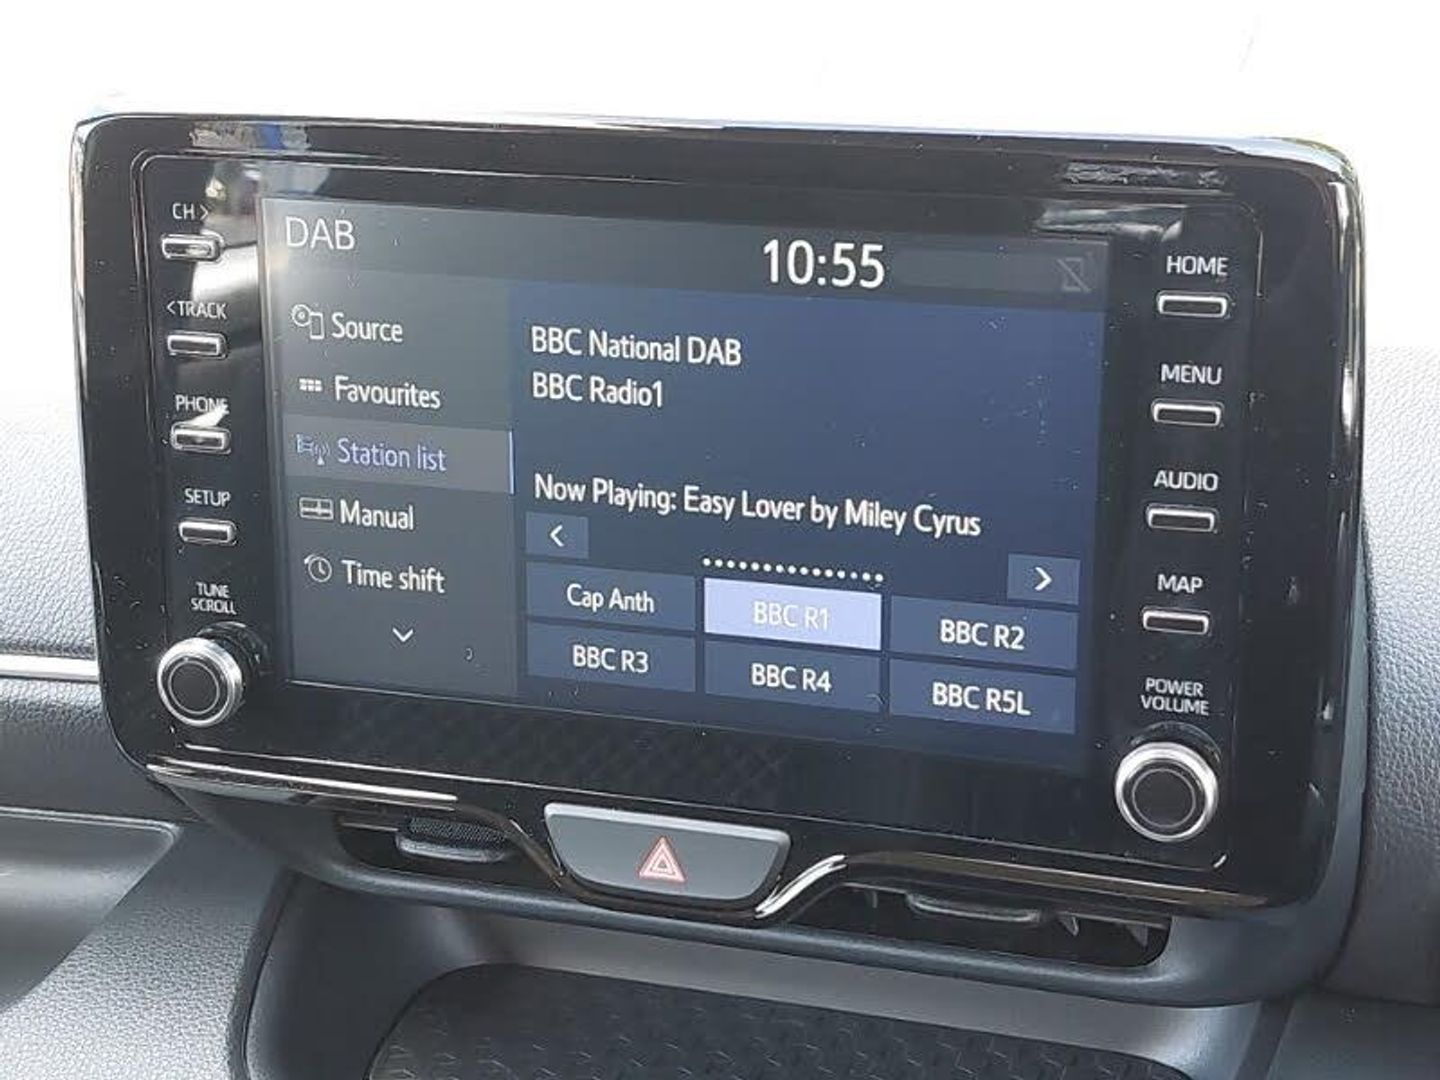 CH >
< TRACK
PHONE
SETUP
TUNE
SCROLL
DAB
10:55
Source
Favourites
Station list
Manual
Time shift
BBC National DAB
BBC Radio1
Now Playing: Easy Lover by Miley Cyrus
<
>
Cap Anth
BBC R1
BBC R2
BBC R3
BBC R4
BBC R5L
HOME
MENU
AUDIO
MAP
POWER
VOLUME